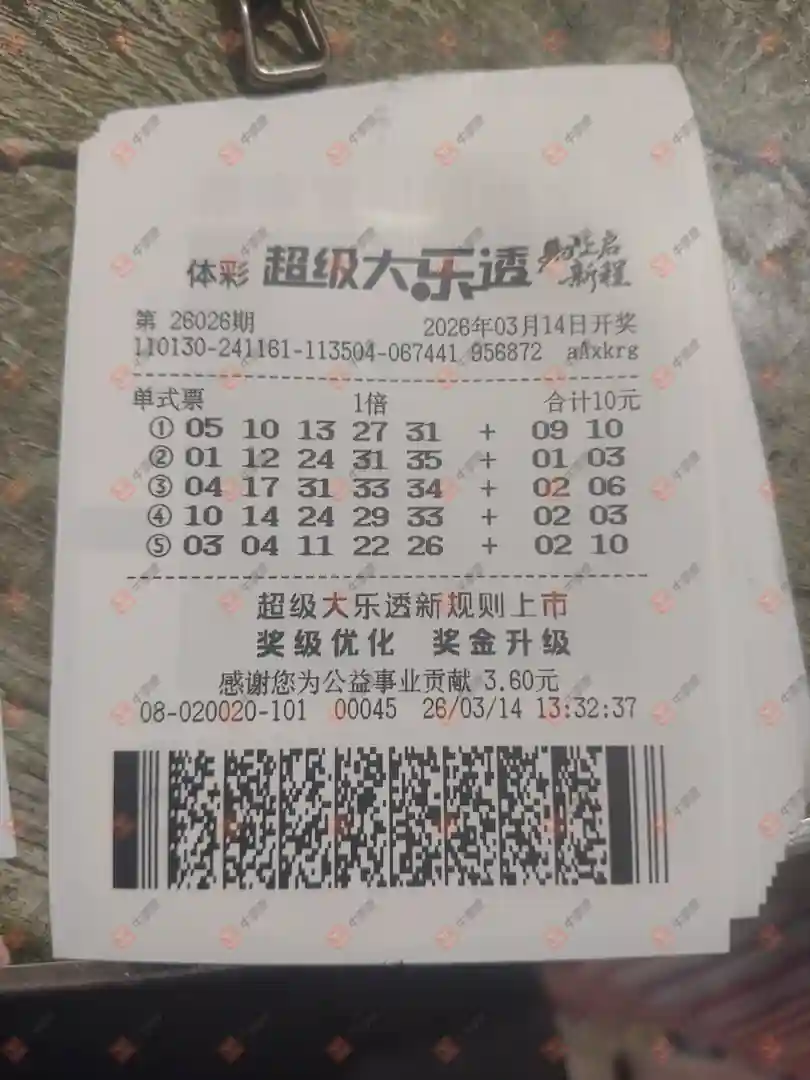 体彩 超级大乐透 马上启新程
第 26026期 2026年03月14日开奖
110130-241161-113504-067441 956872 aAxkrg
单式票 1倍 合计10元
① 05 10 13 27 31 + 09 10
② 01 12 24 31 35 + 01 03
③ 04 17 31 33 34 + 02 06
④ 10 14 24 29 33 + 02 03
⑤ 03 04 11 22 26 + 02 10
超级大乐透新规则上市
奖级优化 奖金升级
感谢您为公益事业贡献 3.60元
08-020020-101 00045 26/03/14 13:32:37